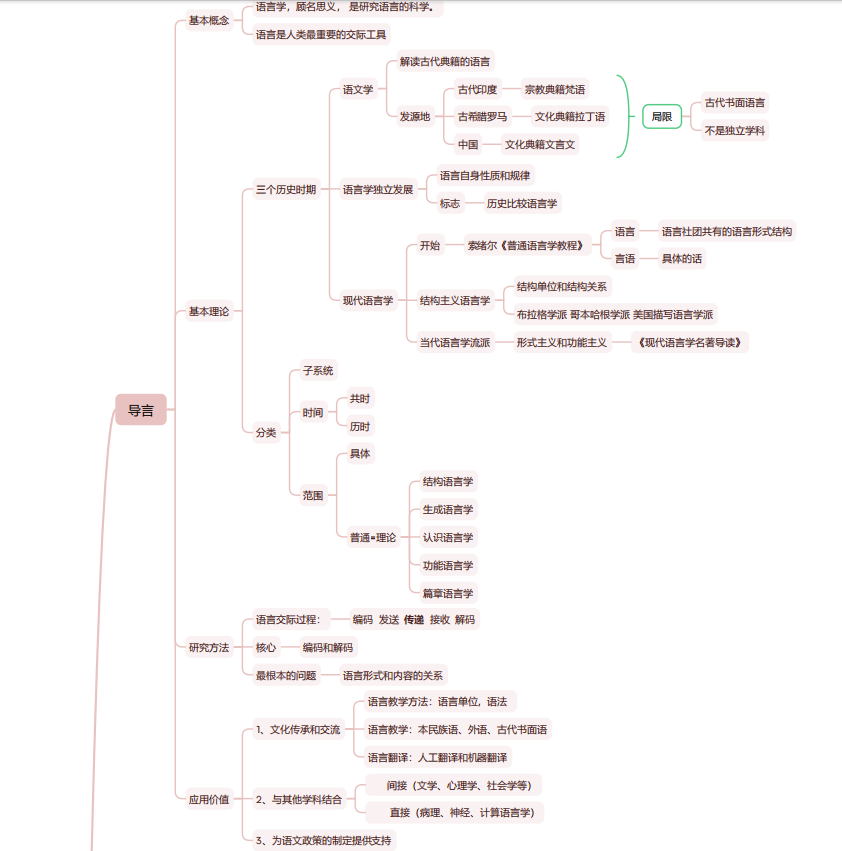 语言学，顾名思义， 是研究语言的科学。
基本概念
语言是人类最重要的交际工具
解读古代典籍的语言
语文学
古代印度 宗教典籍梵语
发源地 古希腊罗马 文化典籍拉丁语
中国 文化典籍文言文
局限
古代书面语言
不是独立学科
三个历史时期
语言学独立发展
语言自身性质和规律
标志 历史比较语言学
开始 索绪尔《普通语言学教程》
语言 语言社团共有的语言形式结构
言语 具体的话
现代语言学
结构主义语言学
结构单位和结构关系
布拉格学派 哥本哈根学派 美国描写语言学派
当代语言学流派 形式主义和功能主义 《现代语言学名著导读》
基本理论
子系统
时间
共时
历时
分类
具体
范围
结构语言学
生成语言学
普通=理论 认识语言学
功能语言学
篇章语言学
导言
语言交际过程： 编码 发送 传递 接收 解码
研究方法 核心 编码和解码
最根本的问题 语言形式和内容的关系
语言教学方法：语言单位，语法
1、文化传承和交流 语言教学：本民族语、外语、古代书面语
语言翻译：人工翻译和机器翻译
间接（文学、心理学、社会学等）
应用价值 2、与其他学科结合
直接（病理、神经、计算语言学）
3、为语文政策的制定提供支持